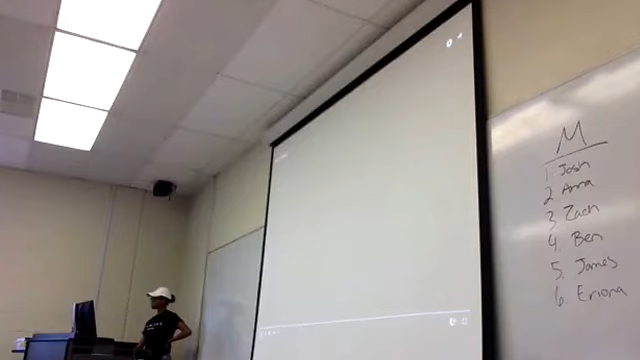 M
1 Josh
2 Anna
3. Zach
4. Ben
5. James
6. Eriona